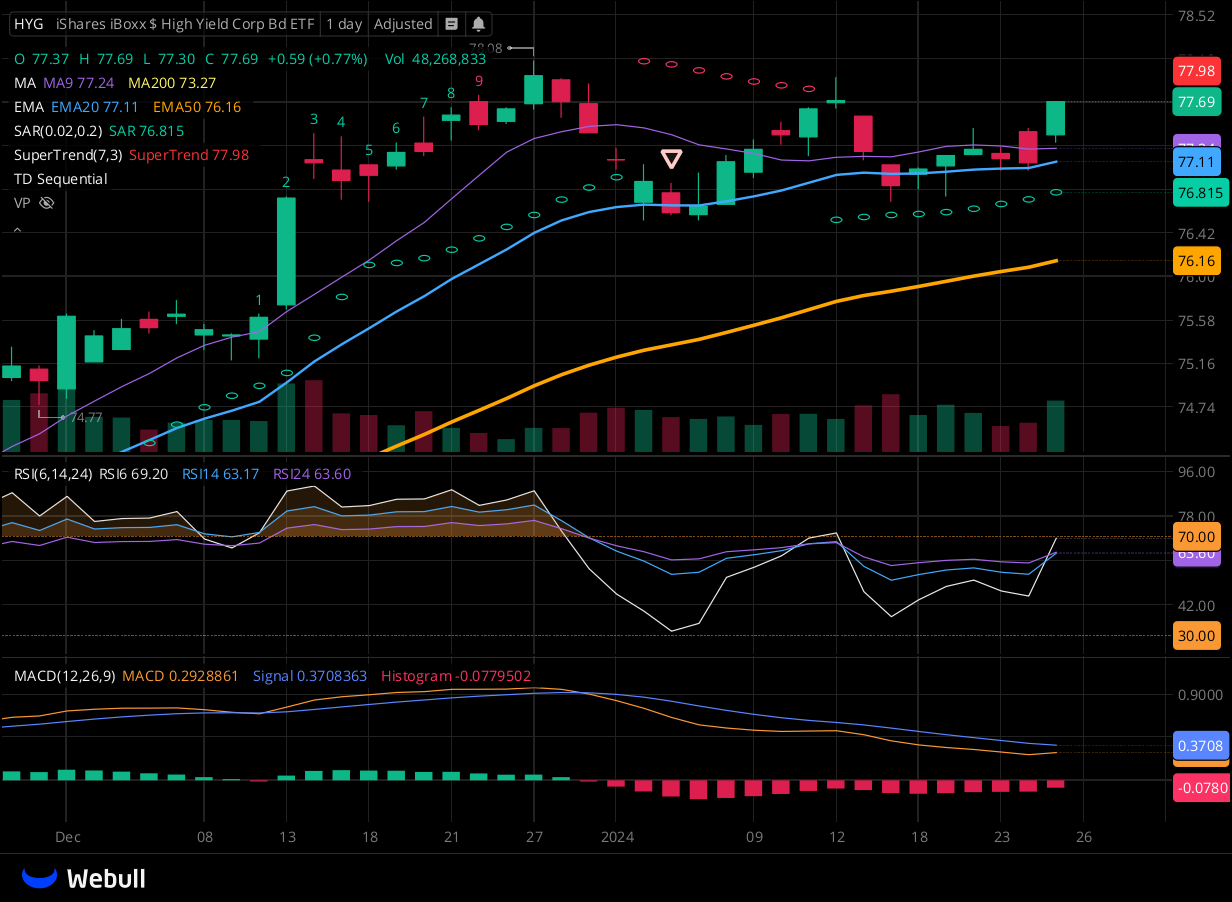 HYG iShares iBoxx $ High Yield Corp Bd ETF 1 day Adjusted
78.52
78.08
O 77.37 H 77.69 L 77.30 C 77.69 +0.59 (+0.77%) Vol 48,268,833
77.98
MA MA9 77.24 MA200 73.27
9
8
7
77.69
EMA EMA20 77.11 EMA50 76.16
3 4
6
SAR(0.02,0.2) SAR 76.815
5
SuperTrend(7,3) SuperTrend 77.98
77.11
TD Sequential
2
76.815
VP
76.42
76.16
76.00
1
75.58
75.16
74.77
74.74
RSI(6,14,24) RSI6 69.20 RSI14 63.17 RSI24 63.60
96.00
78.00
70.00
63.60
42.00
30.00
MACD(12,26,9) MACD 0.2928861 Signal 0.3708363 Histogram -0.0779502
0.9000
0.3708
-0.0780
Dec 08 13 18 21 27 2024 09 12 18 23 26
Webull